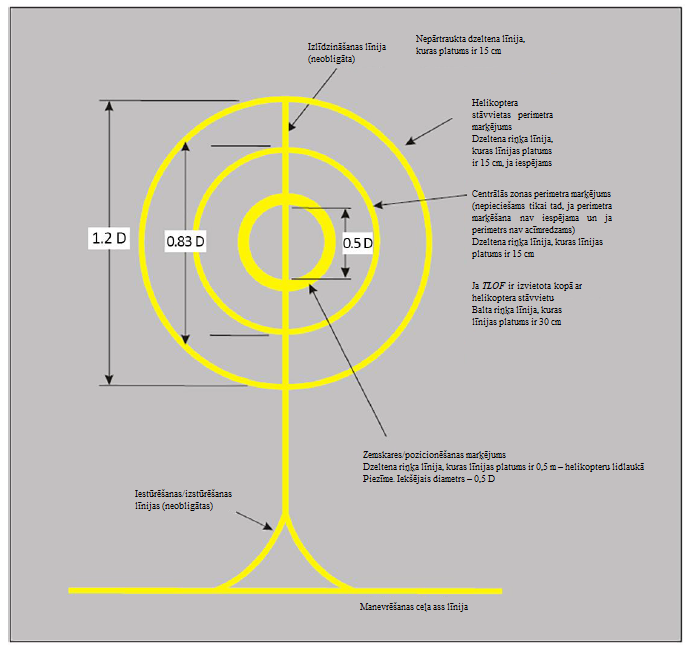 Izlīdzināšanas līnija
(neobligāta)
Nepārtraukta dzeltena līnija,
kuras platums ir 15 cm
Helikoptera
stāvvietas perimetra
marķējums
Dzeltena riņķa līnija,
kuras līnijas platums
ir 15 cm, ja iespējams
Centrālās zonas perimetra marķējums
(nepieciešams tikai tad, ja perimetra
marķēšana nav iespējama un ja
perimetrs nav acīmredzams)
Dzeltena riņķa līnija, kuras līnijas
platums ir 15 cm
1.2 D
0.83 D
0.5 D
Ja TLOF ir izvietota kopā ar
helikoptera stāvvietu
Balta riņķa līnija, kuras
līnijas platums ir 30 cm
Zemskares/pozicionēšanas marķējums
Dzeltena riņķa līnija, kuras līnijas platums ir 0,5 m – helikopteru lidlaukā
Piezīme. Iekšējais diametrs – 0,5 D
Iestūrēšanas/izstūrēšanas
līnijas (neobligātas)
Manevrēšanas ceļa ass līnija